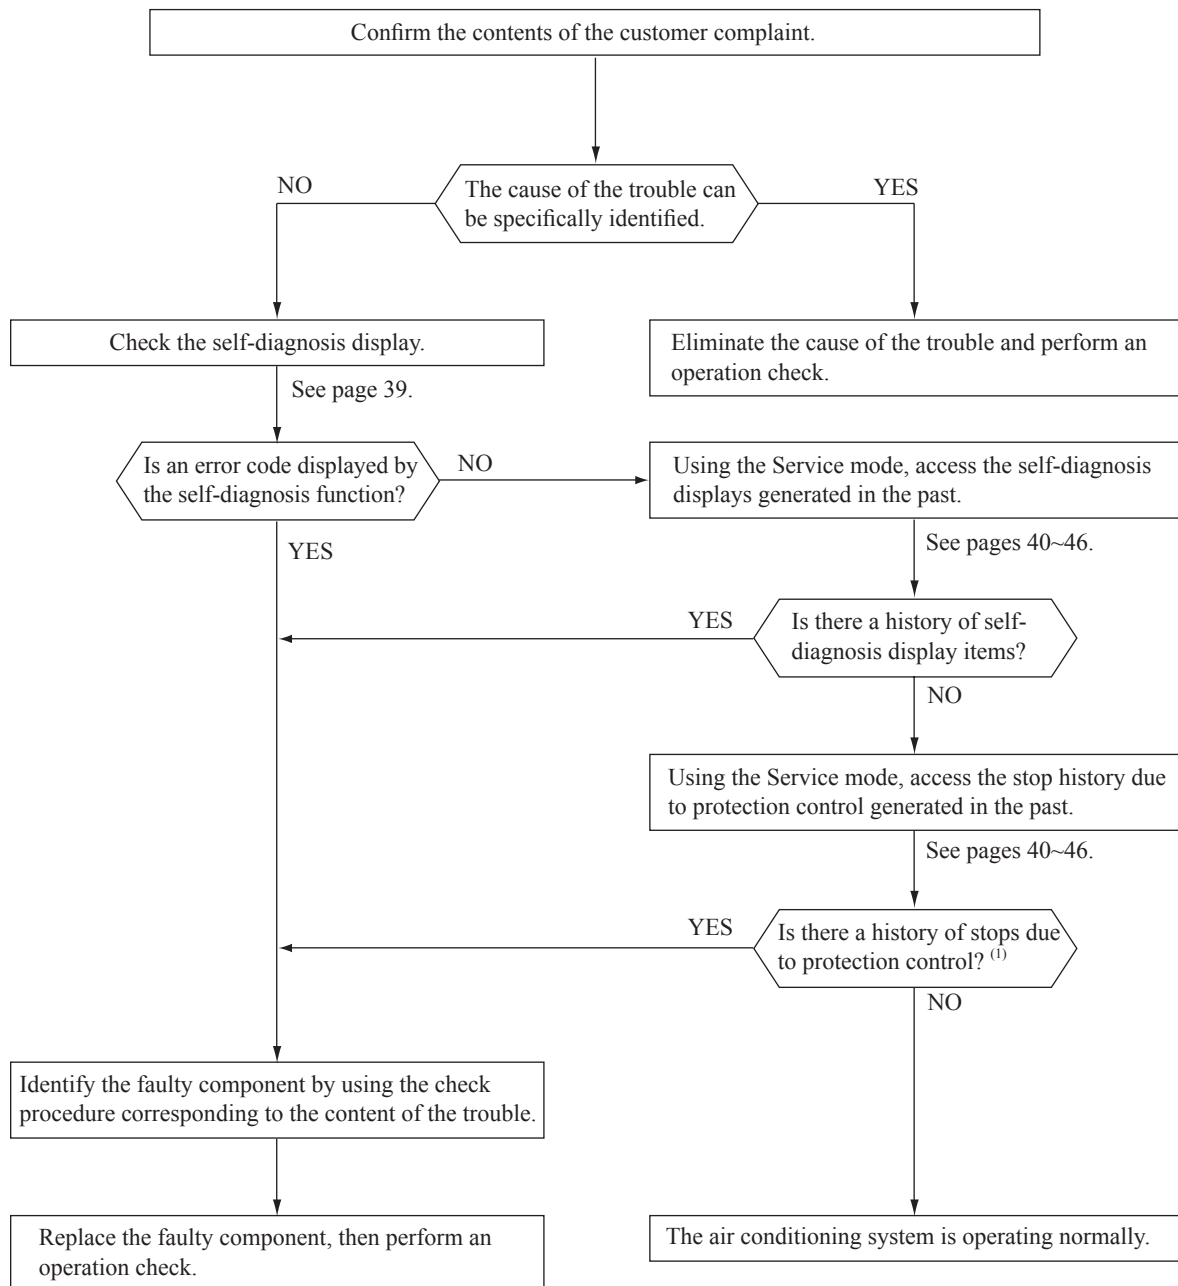 Confirm the contents of the customer complaint.
NO
The cause of the trouble can
be specifically identified.
YES
Check the self-diagnosis display.
Eliminate the cause of the trouble and perform an
operation check.
See page 39.
Is an error code displayed by
the self-diagnosis function?
NO
Using the Service mode, access the self-diagnosis
displays generated in the past.
YES
See pages 40~46.
YES
Is there a history of self-
diagnosis display items?
NO
Using the Service mode, access the stop history due
to protection control generated in the past.
See pages 40~46.
YES
Is there a history of stops due
to protection control? (1)
NO
Identify the faulty component by using the check
procedure corresponding to the content of the trouble.
Replace the faulty component, then perform an
operation check.
The air conditioning system is operating normally.